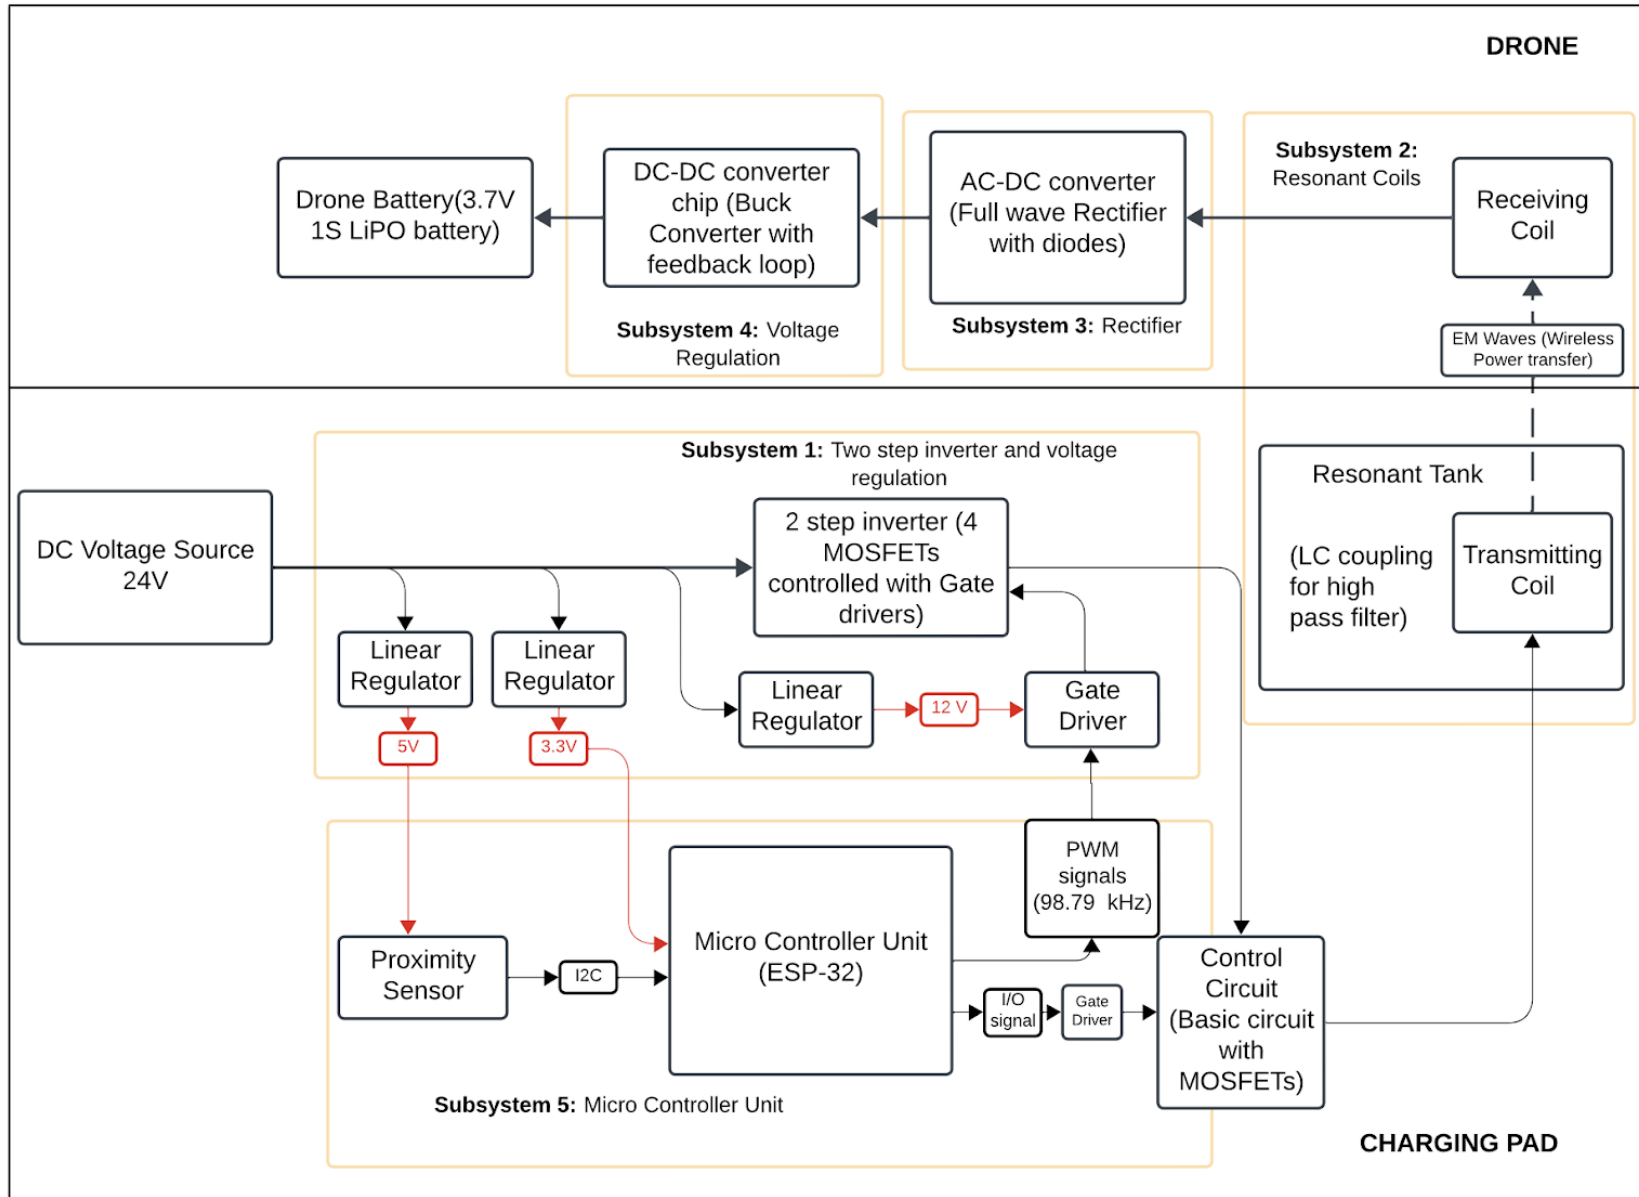 DRONE
Drone Battery(3.7V
1S LiPO battery)
DC-DC converter
chip (Buck
Converter with
feedback loop)
Subsystem 4: Voltage
Regulation
AC-DC converter
(Full wave Rectifier
with diodes)
Subsystem 3: Rectifier
Subsystem 2:
Resonant Coils
Receiving
Coil
EM Waves (Wireless
Power transfer)
Subsystem 1: Two step inverter and voltage
regulation
DC Voltage Source
24V
2 step inverter (4
MOSFETs
controlled with Gate
drivers)
Resonant Tank
(LC coupling
for high
pass filter)
Transmitting
Coil
Linear
Regulator
Linear
Regulator
Linear
Regulator
12 V
Gate
Driver
5V
3.3V
PWM
signals
(98.79 kHz)
Proximity
Sensor
I2C
Micro Controller Unit
(ESP-32)
I/O
signal
Gate
Driver
Control
Circuit
(Basic circuit
with
MOSFETs)
Subsystem 5: Micro Controller Unit
CHARGING PAD